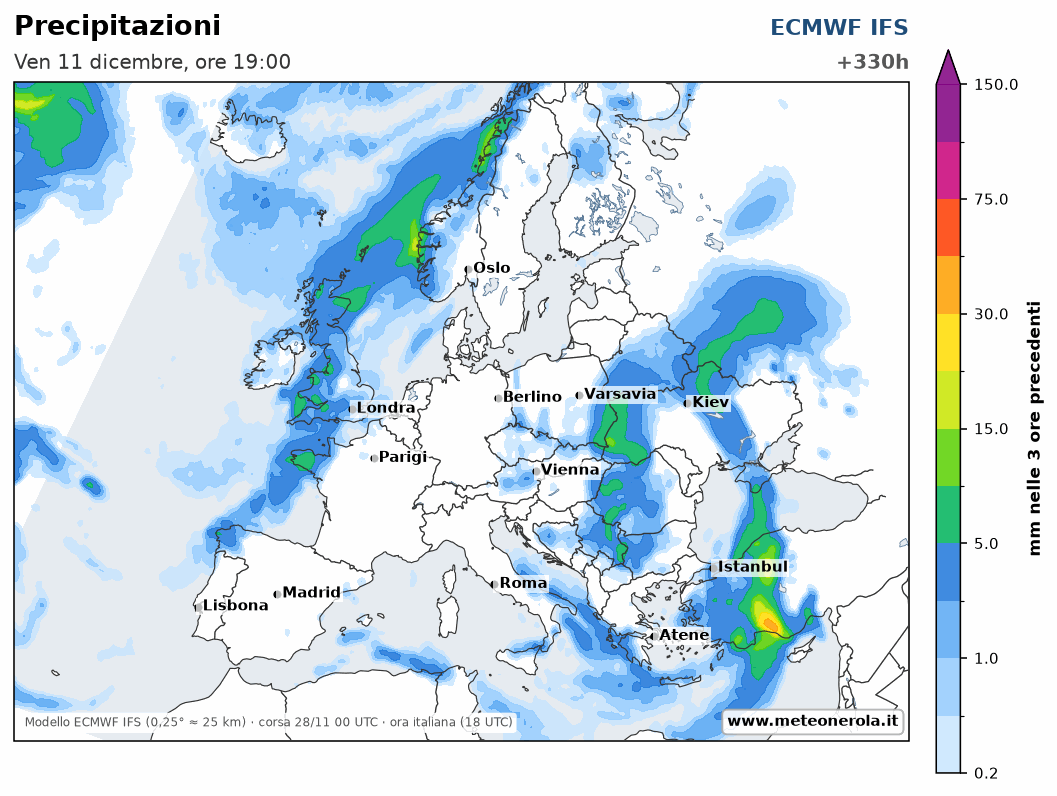 Precipitazioni
ECMWF IFS
Ven 11 dicembre, ore 19:00
+330h
150.0
75.0
30.0
15.0
5.0
1.0
0.2
mm nelle 3 ore precedenti
Oslo
Berlino
Varsavia
Kiev
Londra
Parigi
Vienna
Istanbul
Roma
Madrid
Lisbona
Atene
Modello ECMWF IFS (0,25° ≈ 25 km) · corsa 28/11 00 UTC · ora italiana (18 UTC)
www.meteonerola.it